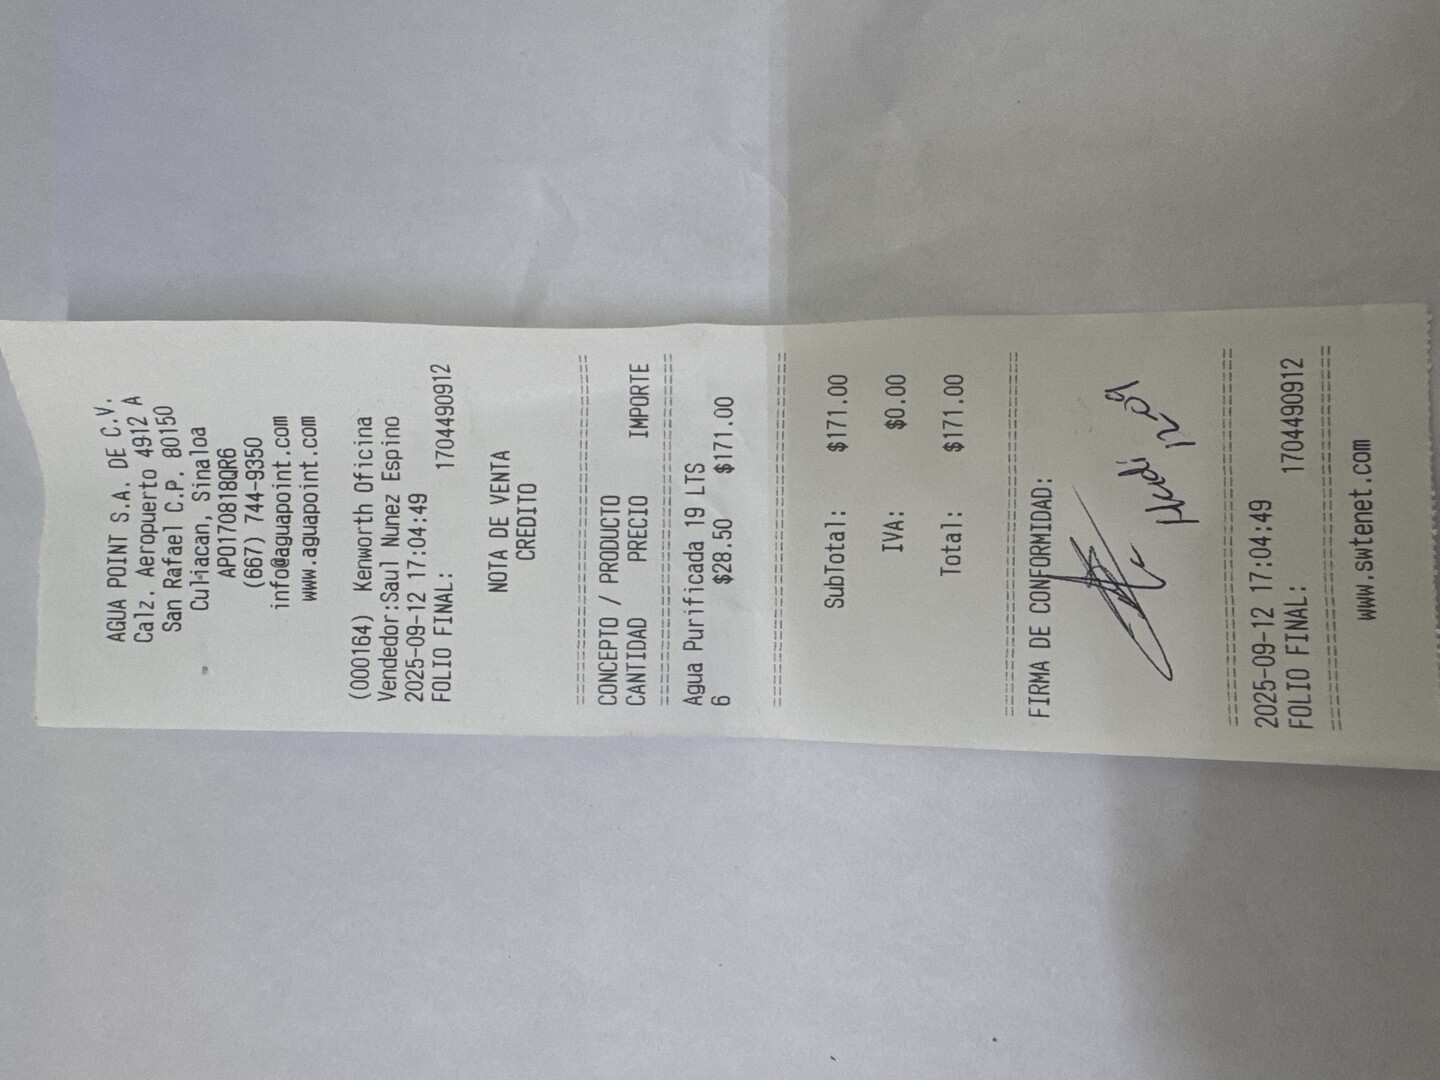 AGUA POINT S.A. DE C.V.
Calz. Aeropuerto 4912 A
San Rafael C.P. 80150
Culiacan, Sinaloa
APO170818QR6
(667) 744-9350
info@aguapoint.com
www.aguapoint.com
(000164) Kenworth Oficina
Vendedor:Saul Nunez Espino
2025-09-12 17:04:49
FOLIO FINAL: 1704490912
NOTA DE VENTA
CREDITO
================================
CONCEPTO / PRODUCTO
CANTIDAD PRECIO IMPORTE
================================
Agua Purificada 19 LTS
6 $28.50 $171.00
================================
SubTotal: $171.00
IVA: $0.00
Total: $171.00
================================
FIRMA DE CONFORMIDAD:
================================
2025-09-12 17:04:49
FOLIO FINAL: 1704490912
================================
www.swtenet.com